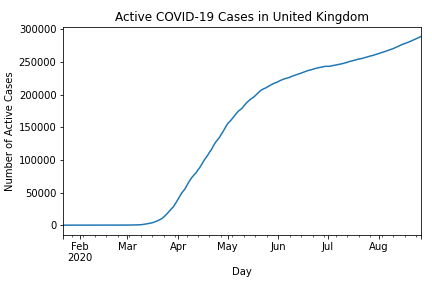 Active COVID-19 Cases in United Kingdom
300000
250000
200000
150000
100000
50000
0
Number of Active Cases
Feb Mar Apr May Jun Jul Aug
2020
Day